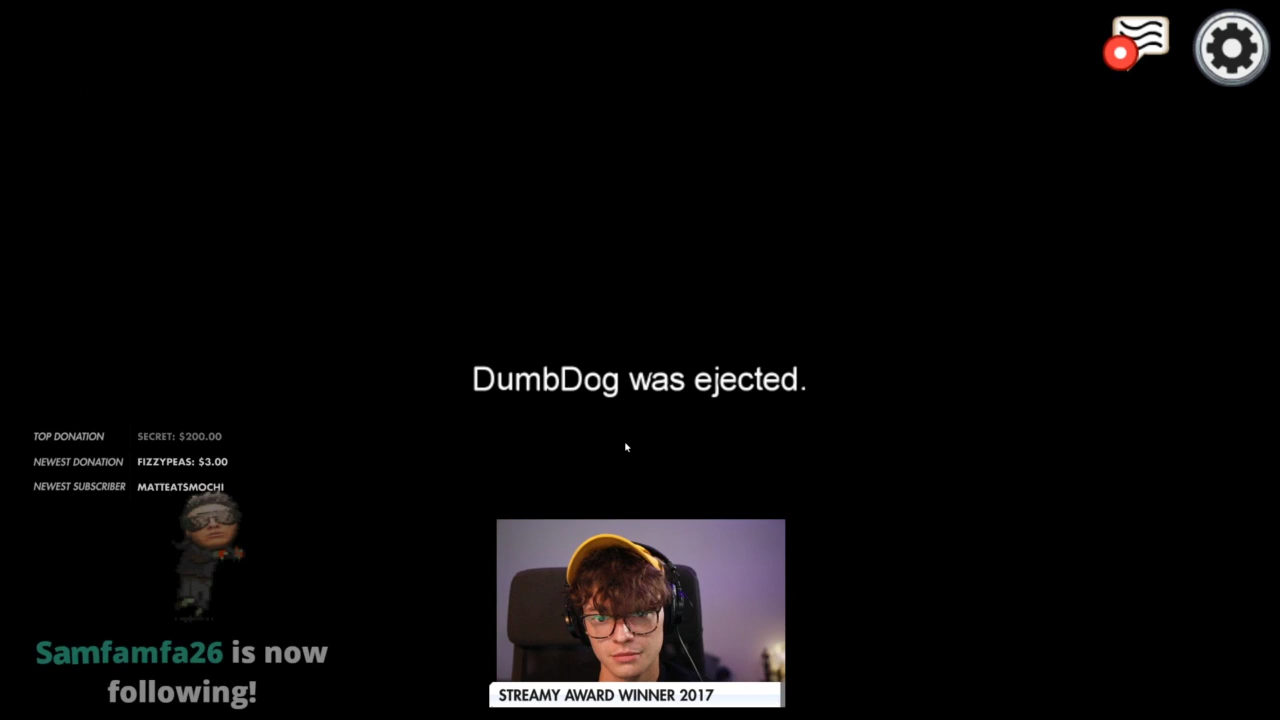 DumbDog was ejected.
TOP DONATION SECRET: $200.00
NEWEST DONATION FIZZYPEAS: $3.00
NEWEST SUBSCRIBER MATTEATSMOCHI
Samfamfa26 is now
following!
STREAMY AWARD WINNER 2017